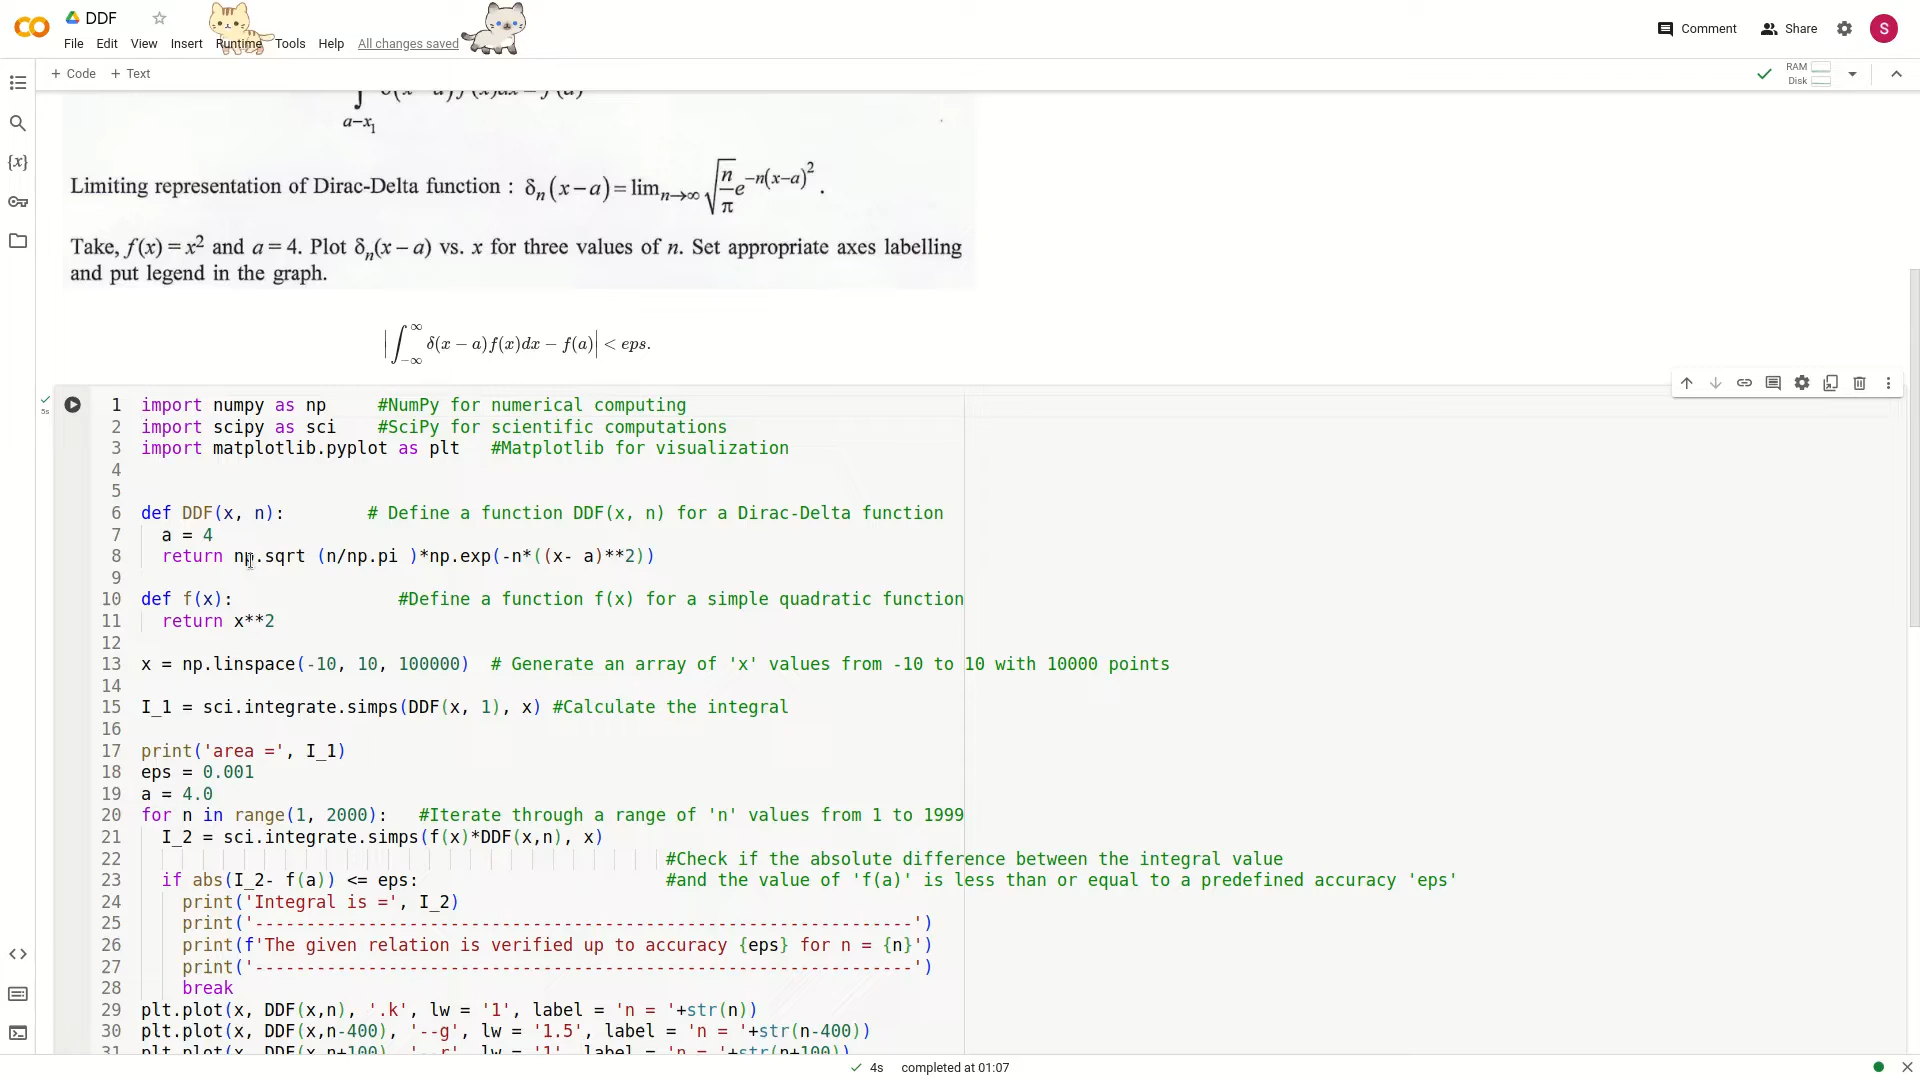 DDF
File Edit View Insert Runtime Tools Help All changes saved
Comment Share S
+ Code + Text
RAM
Disk
a−x₁
Limiting representation of Dirac-Delta function : δₙ(x−a)=limₙ→∞ √(n/π) e^−n(x−a)² .
Take, f(x)=x² and a=4. Plot δₙ(x−a) vs. x for three values of n. Set appropriate axes labelling
and put legend in the graph.
|∫_{−∞}^{∞} δ(x − a)f(x)dx − f(a)| < eps.
5s
1 import numpy as np     #NumPy for numerical computing
2 import scipy as sci    #SciPy for scientific computations
3 import matplotlib.pyplot as plt   #Matplotlib for visualization
4
5
6 def DDF(x, n):        # Define a function DDF(x, n) for a Dirac-Delta function
7   a = 4
8   return np.sqrt (n/np.pi )*np.exp(-n*((x- a)**2))
9
10 def f(x):                #Define a function f(x) for a simple quadratic function
11   return x**2
12
13 x = np.linspace(-10, 10, 100000)  # Generate an array of 'x' values from -10 to 10 with 10000 points
14
15 I_1 = sci.integrate.simps(DDF(x, 1), x) #Calculate the integral
16
17 print('area =', I_1)
18 eps = 0.001
19 a = 4.0
20 for n in range(1, 2000):   #Iterate through a range of 'n' values from 1 to 1999
21   I_2 = sci.integrate.simps(f(x)*DDF(x,n), x)
22                                                  #Check if the absolute difference between the integral value
23   if abs(I_2- f(a)) <= eps:                        #and the value of 'f(a)' is less than or equal to a predefined accuracy 'eps'
24     print('Integral is =', I_2)
25     print('----------------------------------------------------------------')
26     print(f'The given relation is verified up to accuracy {eps} for n = {n}')
27     print('----------------------------------------------------------------')
28     break
29 plt.plot(x, DDF(x,n), '.k', lw = '1', label = 'n = '+str(n))
30 plt.plot(x, DDF(x,n-400), '--g', lw = '1.5', label = 'n = '+str(n-400))
31 plt.plot(x, DDF(x,n+100), '--r', lw = '1', label = 'n = '+str(n+100))
4s completed at 01:07